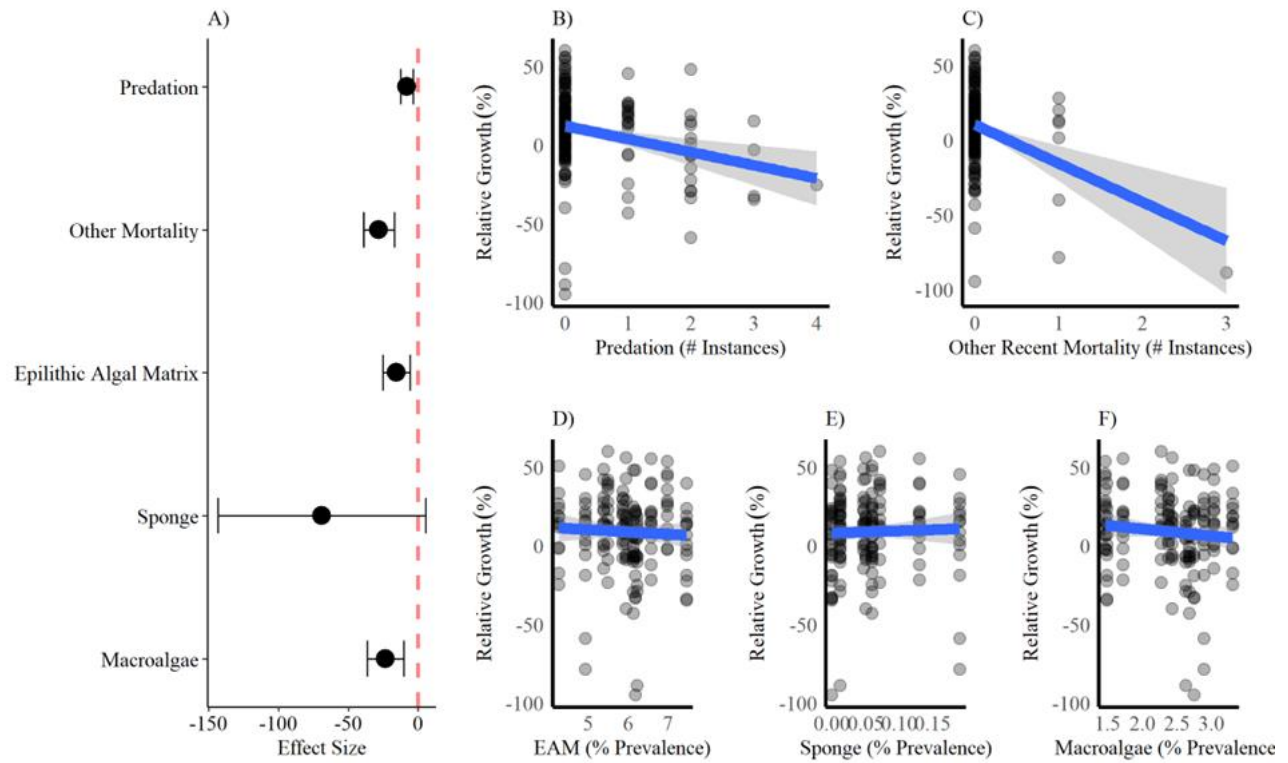 A)
Predation
Other Mortality
Epilithic Algal Matrix
Sponge
Macroalgae
-150 -100 -50 0
Effect Size
B)
Relative Growth (%)
50
0
-50
-100
0 1 2 3 4
Predation (# Instances)
C)
Relative Growth (%)
50
0
-50
-100
0 1 2 3
Other Recent Mortality (# Instances)
D)
Relative Growth (%)
50
0
-50
-100
5 6 7
EAM (% Prevalence)
E)
Relative Growth (%)
50
0
-50
-100
0.00 0.05 0.10 0.15
Sponge (% Prevalence)
F)
Relative Growth (%)
50
0
-50
-100
1.5 2.0 2.5 3.0
Macroalgae (% Prevalence